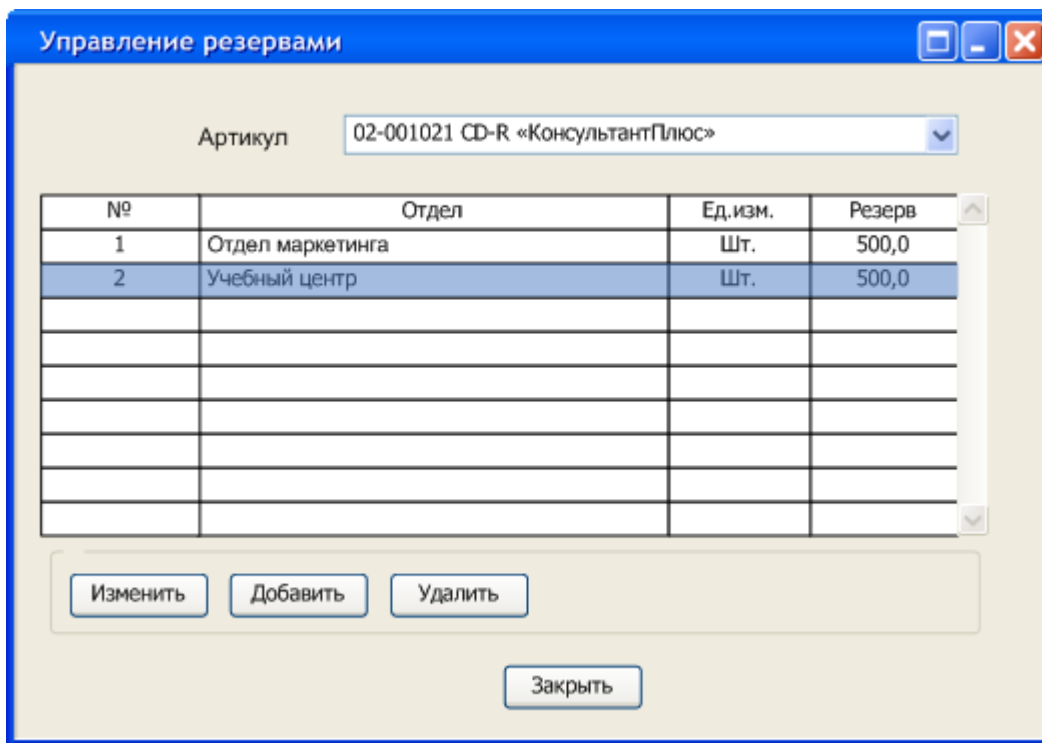 Управление резервами
Артикул 02-001021 CD-R «КонсультантПлюс»
№ Отдел Ед.изм. Резерв
1 Отдел маркетинга Шт. 500,0
2 Учебный центр Шт. 500,0
Изменить Добавить Удалить
Закрыть